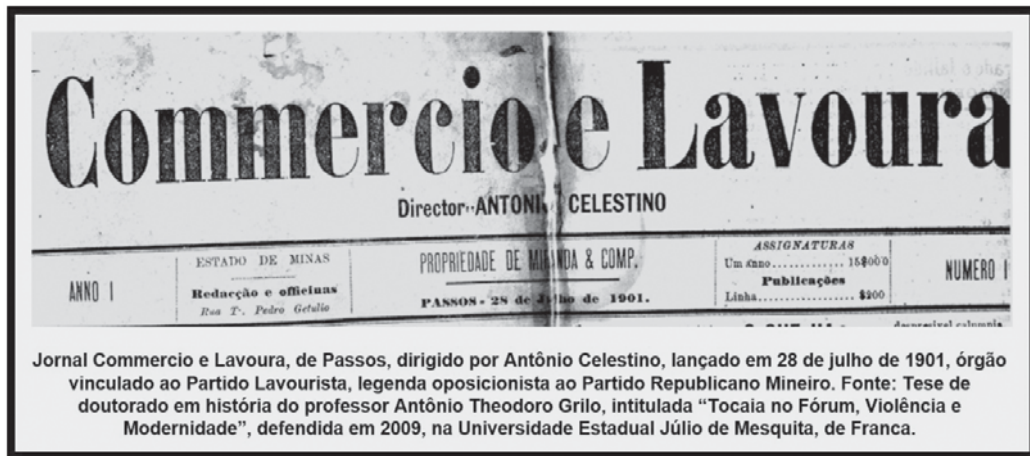 Commercio e Lavoura
Director ANTONI CELESTINO
ANNO I
ESTADO DE MINAS
Redacção e officinas
Rua Tr. Pedro Getulio
PROPRIEDADE DE MIRANDA & COMP.
PASSOS - 28 de Julho de 1901.
ASSIGNATURAS
Um Anno............. 15$000
Publicações
Linha................. $200
NUMERO I
Jornal Commercio e Lavoura, de Passos, dirigido por Antônio Celestino, lançado em 28 de julho de 1901, órgão
vinculado ao Partido Lavourista, legenda oposicionista ao Partido Republicano Mineiro. Fonte: Tese de
doutorado em história do professor Antônio Theodoro Grilo, intitulada “Tocaia no Fórum, Violência e
Modernidade”, defendida em 2009, na Universidade Estadual Júlio de Mesquita, de Franca.